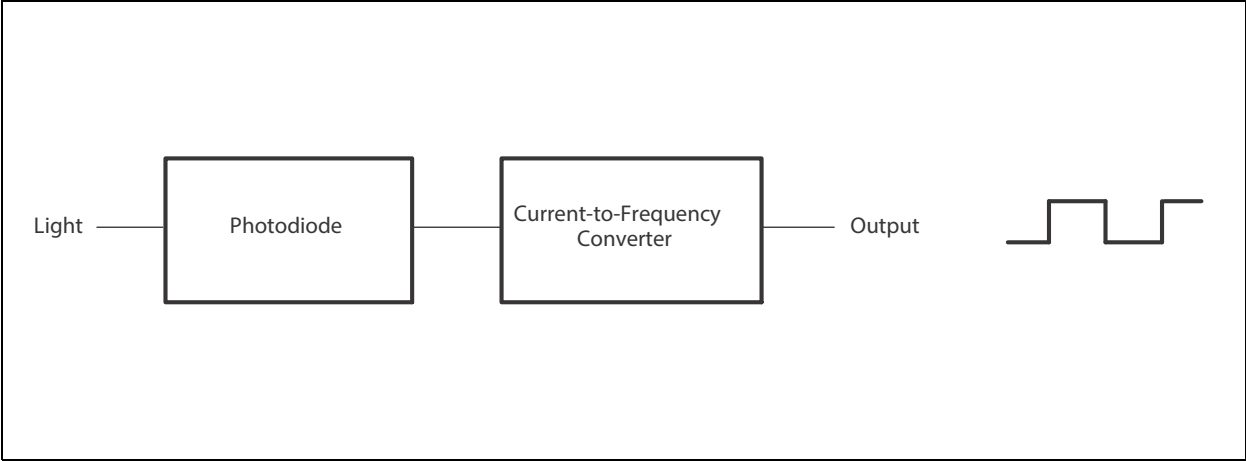 Light
Photodiode
Current-to-Frequency
Converter
Output